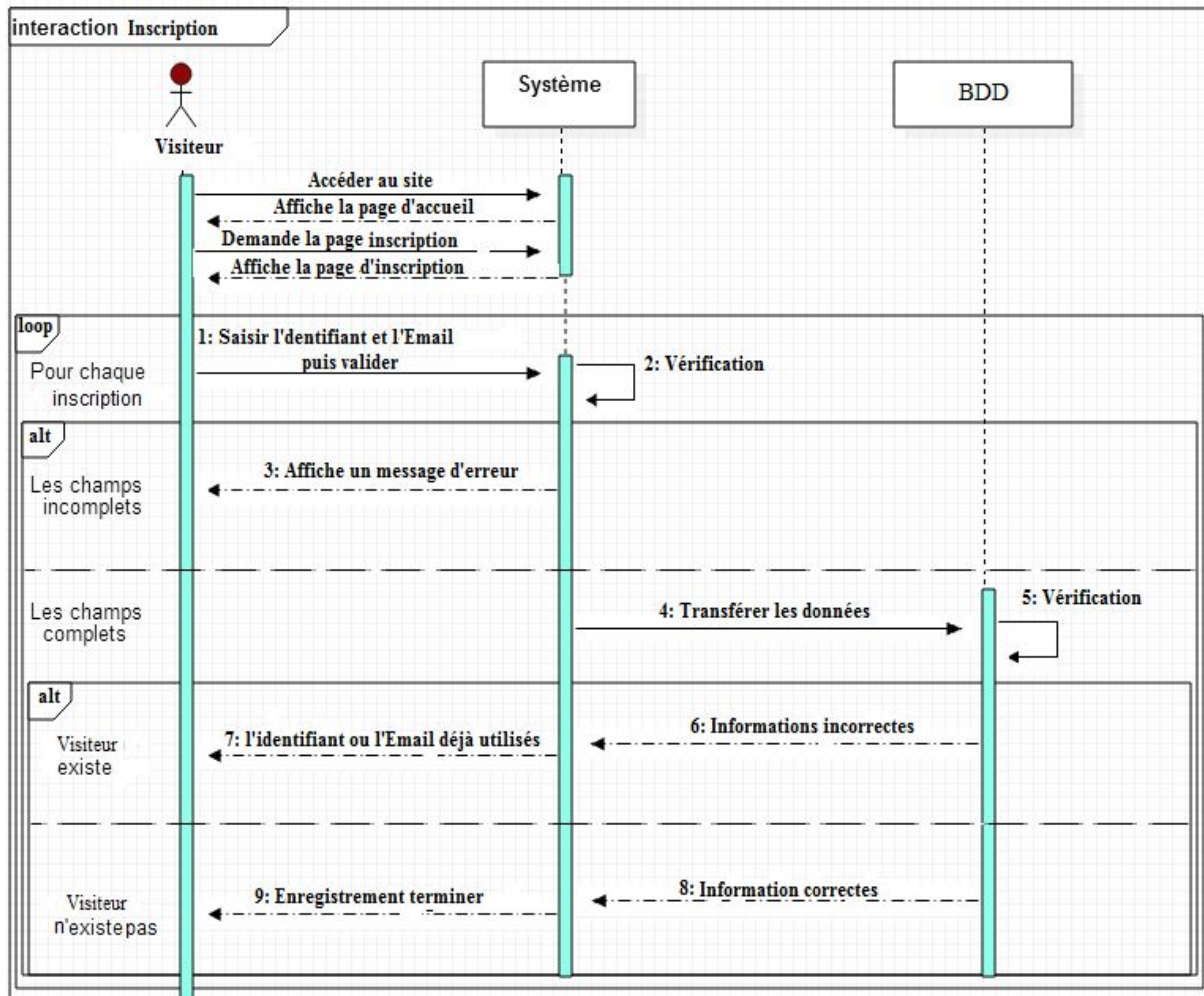 interaction Inscription
Visiteur
Système
BDD
Accéder au site
Affiche la page d'accueil
Demande la page inscription
Affiche la page d'inscription
loop
Pour chaque
inscription
1: Saisir l'dentifiant et l'Email
puis valider
2: Vérification
alt
Les champs
incomplets
3: Affiche un message d'erreur
Les champs
complets
4: Transférer les données
5: Vérification
alt
Visiteur
existe
6: Informations incorrectes
7: l'identifiant ou l'Email déjà utilisés
Visiteur
n'existe pas
8: Information correctes
9: Enregistrement terminer